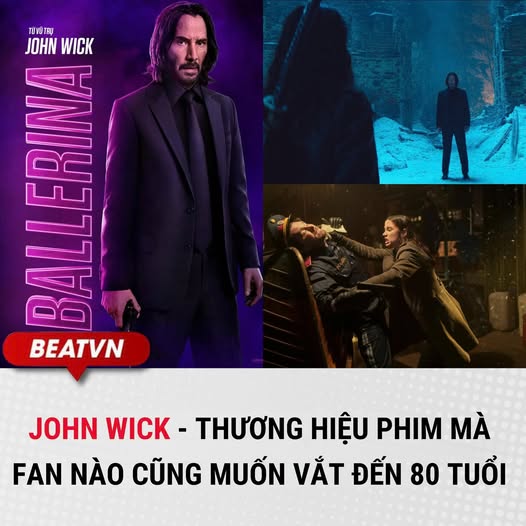 TỪ VŨ TRỤ
JOHN WICK
BALLERINA
BEATVN
JOHN WICK - THƯƠNG HIỆU PHIM MÀ
FAN NÀO CŨNG MUỐN VẮT ĐẾN 80 TUỔI